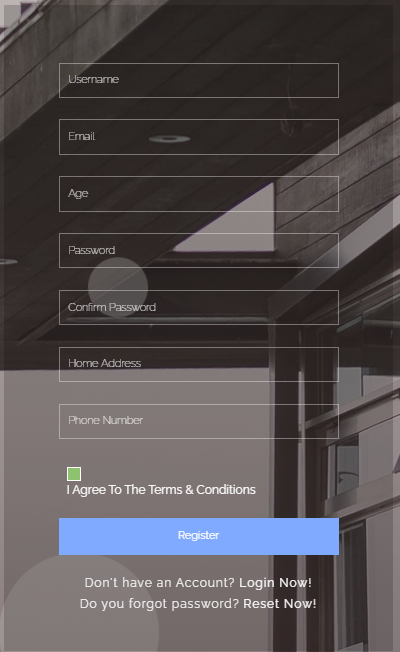 Username
Email
Age
Password
Confirm Password
Home Address
Phone Number
I Agree To The Terms & Conditions
Register
Don't have an Account? Login Now!
Do you forgot password? Reset Now!